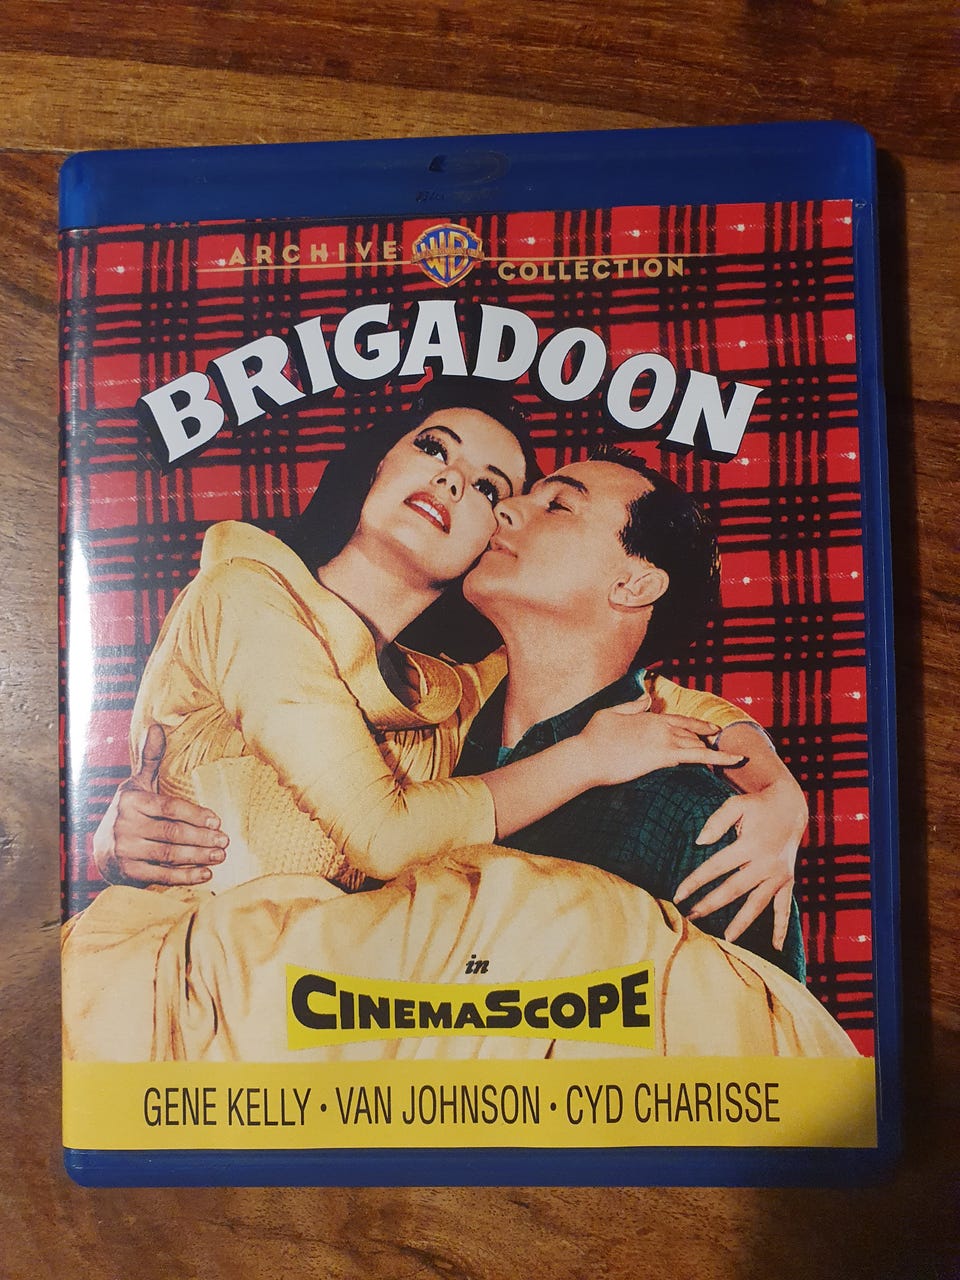 ARCHIVE WB COLLECTION
BRIGADOON
in
CINEMASCOPE
GENE KELLY · VAN JOHNSON · CYD CHARISSE